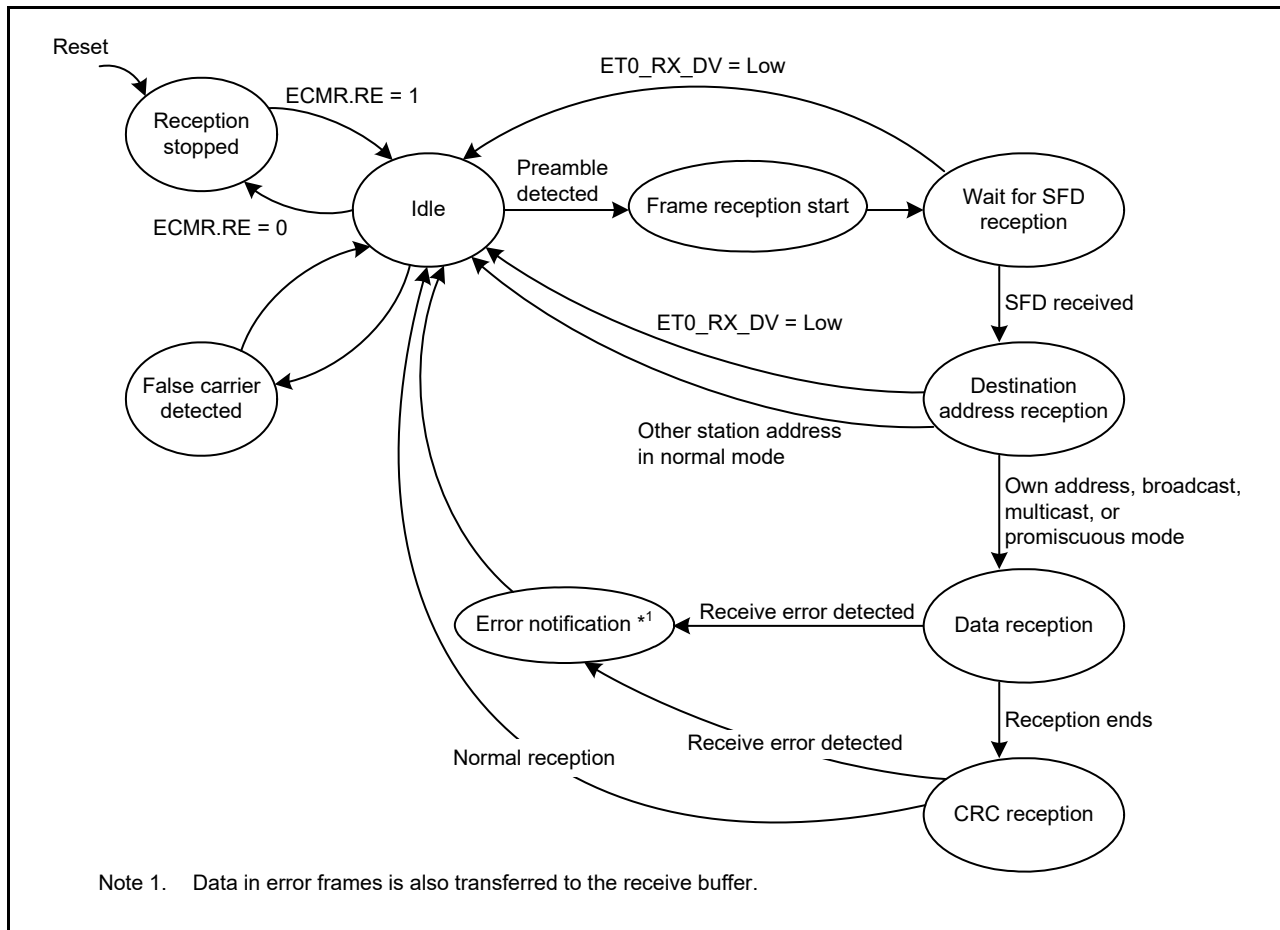 Reset
ET0_RX_DV = Low
ECMR.RE = 1
Reception
stopped
Preamble
detected
Idle
Frame reception start
Wait for SFD
reception
ECMR.RE = 0
SFD received
ET0_RX_DV = Low
False carrier
detected
Destination
address reception
Other station address
in normal mode
Own address, broadcast,
multicast, or
promiscuous mode
Error notification *1
Receive error detected
Data reception
Reception ends
Receive error detected
Normal reception
CRC reception
Note 1. Data in error frames is also transferred to the receive buffer.